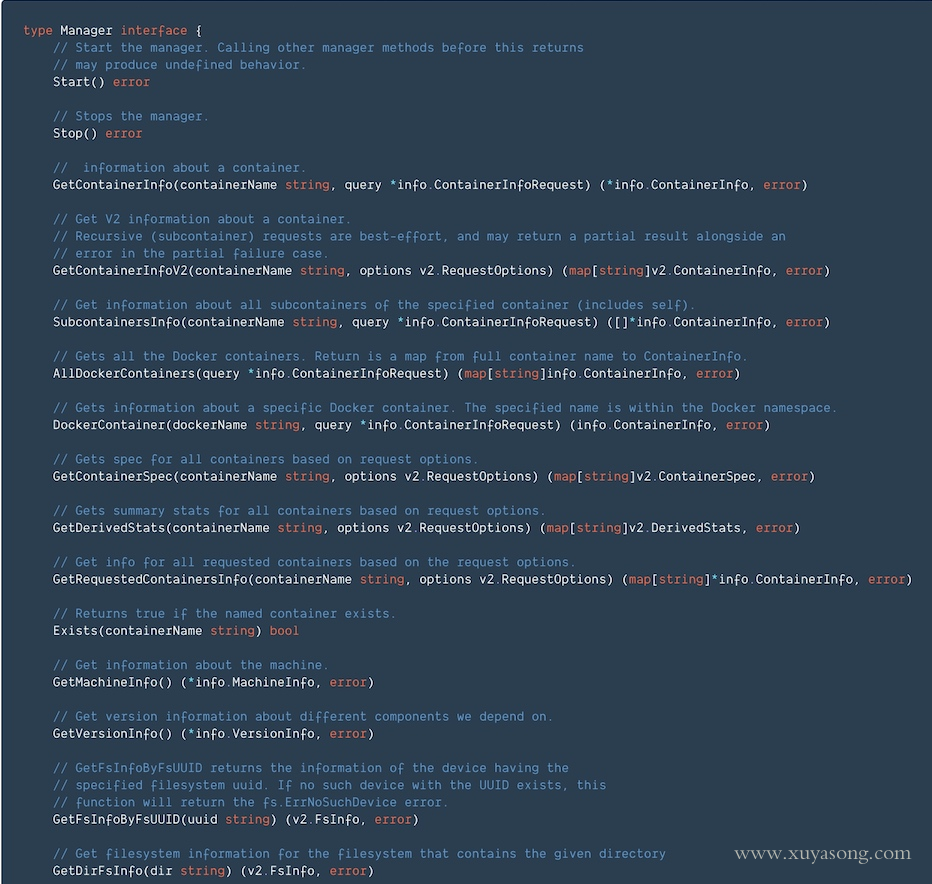 type Manager interface {
    // Start the manager. Calling other manager methods before this returns
    // may produce undefined behavior.
    Start() error

    // Stops the manager.
    Stop() error

    //  information about a container.
    GetContainerInfo(containerName string, query *info.ContainerInfoRequest) (*info.ContainerInfo, error)

    // Get V2 information about a container.
    // Recursive (subcontainer) requests are best-effort, and may return a partial result alongside an
    // error in the partial failure case.
    GetContainerInfoV2(containerName string, options v2.RequestOptions) (map[string]v2.ContainerInfo, error)

    // Get information about all subcontainers of the specified container (includes self).
    SubcontainersInfo(containerName string, query *info.ContainerInfoRequest) ([]*info.ContainerInfo, error)

    // Gets all the Docker containers. Return is a map from full container name to ContainerInfo.
    AllDockerContainers(query *info.ContainerInfoRequest) (map[string]info.ContainerInfo, error)

    // Gets information about a specific Docker container. The specified name is within the Docker namespace.
    DockerContainer(dockerName string, query *info.ContainerInfoRequest) (info.ContainerInfo, error)

    // Gets spec for all containers based on request options.
    GetContainerSpec(containerName string, options v2.RequestOptions) (map[string]v2.ContainerSpec, error)

    // Gets summary stats for all containers based on request options.
    GetDerivedStats(containerName string, options v2.RequestOptions) (map[string]v2.DerivedStats, error)

    // Get info for all requested containers based on the request options.
    GetRequestedContainersInfo(containerName string, options v2.RequestOptions) (map[string]*info.ContainerInfo, error)

    // Returns true if the named container exists.
    Exists(containerName string) bool

    // Get information about the machine.
    GetMachineInfo() (*info.MachineInfo, error)

    // Get version information about different components we depend on.
    GetVersionInfo() (*info.VersionInfo, error)

    // GetFsInfoByFsUUID returns the information of the device having the
    // specified filesystem uuid. If no such device with the UUID exists, this
    // function will return the fs.ErrNoSuchDevice error.
    GetFsInfoByFsUUID(uuid string) (v2.FsInfo, error)

    // Get filesystem information for the filesystem that contains the given directory
    GetDirFsInfo(dir string) (v2.FsInfo, error)
www.xuyasong.com